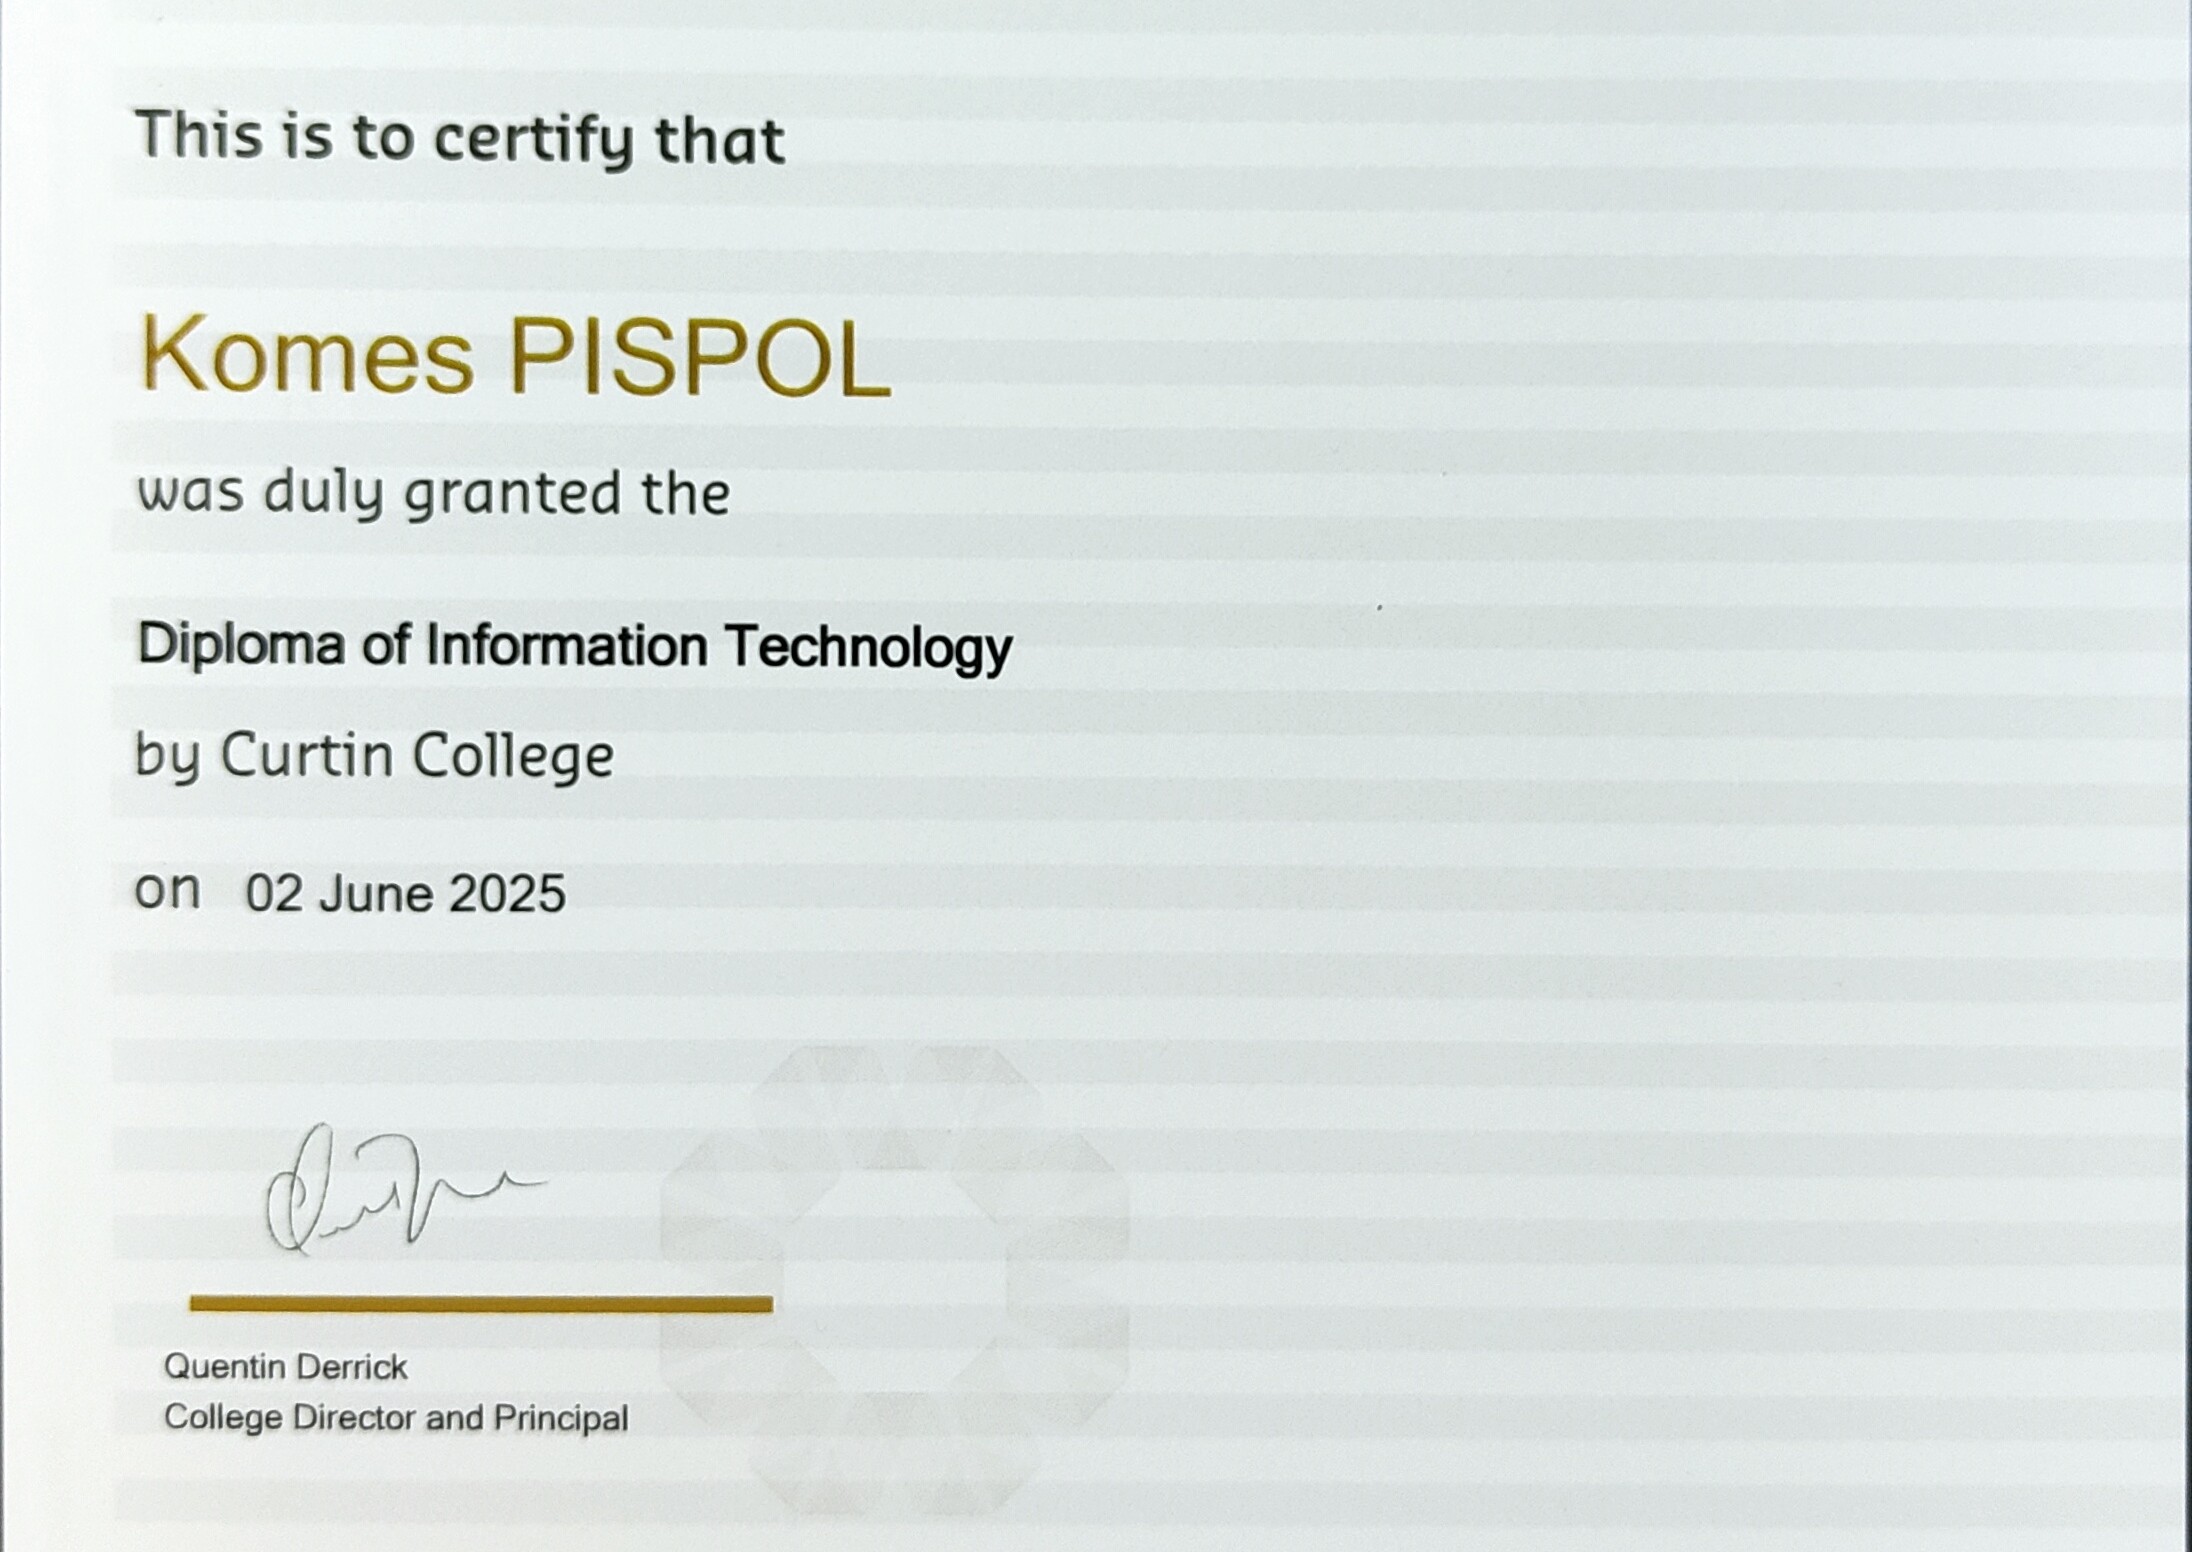 This is to certify that
Komes PISPOL
was duly granted the
Diploma of Information Technology
by Curtin College
on 02 June 2025
Quentin Derrick
College Director and Principal